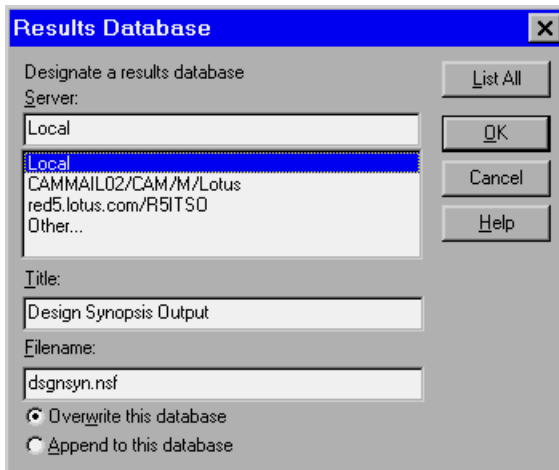 Results Database
Designate a results database
Server:
Local
Local
CAMMAIL02/CAM/M/Lotus
red5.lotus.com/R5ITSO
Other...
Title:
Design Synopsis Output
Filename:
dsgnsyn.nsf
Overwrite this database
Append to this database
List All
OK
Cancel
Help